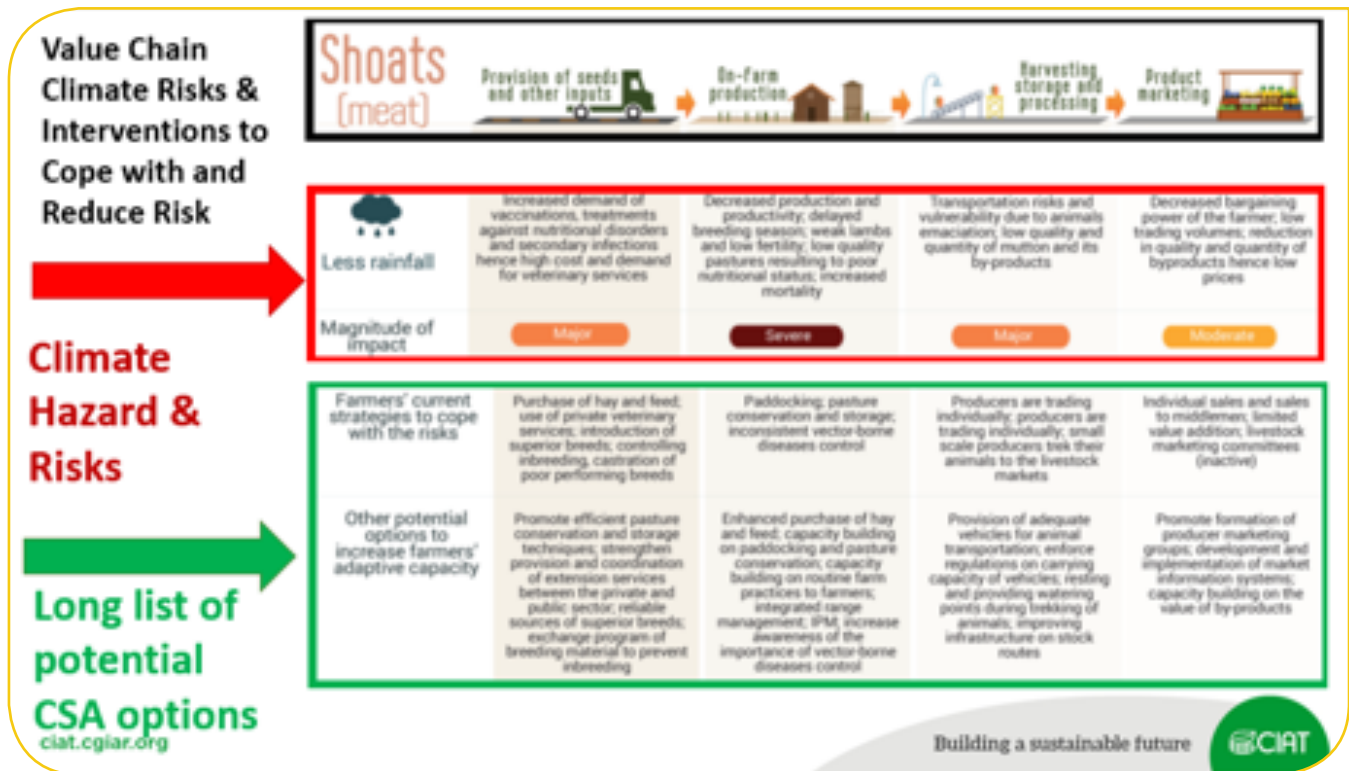 Value Chain
Climate Risks &
Interventions to
Cope with and
Reduce Risk
Shoats
(meat)
Provision of seeds
and other inputs
On-farm
production
Harvesting
storage and
processing
Product
marketing
Less rainfall
Increased demand of
vaccinations, treatments
against nutritional disorders
and secondary infections
hence high cost and demand
for veterinary services
Decreased production and
productivity; delayed
breeding season; weak lambs
and low fertility; low quality
pastures resulting to poor
nutritional status; increased
mortality
Transportation risks and
vulnerability due to animals
emaciation; low quality and
quantity of mutton and its
by-products
Decreased bargaining
power of the farmer; low
trading volumes; reduction
in quality and quantity of
byproducts hence low
prices
Magnitude of
impact
Major
Severe
Major
Moderate
Climate
Hazard &
Risks
Farmers' current
strategies to cope
with the risks
Purchase of hay and feed;
use of private veterinary
services; introduction of
superior breeds; controlling
inbreeding, castration of
poor performing breeds
Paddocking; pasture
conservation and storage;
inconsistent vector-borne
diseases control
Producers are trading
individually; producers are
trading individually; small
scale producers trek their
animals to the livestock
markets
Individual sales and sales
to middlemen; limited
value addition; livestock
marketing committees
(inactive)
Other potential
options to
increase farmers'
adaptive capacity
Promote efficient pasture
conservation and storage
techniques; strengthen
provision and coordination
of extension services
between the private and
public sector; reliable
sources of superior breeds;
exchange program of
breeding material to prevent
inbreeding
Enhanced purchase of hay
and feed; capacity building
on paddocking and pasture
conservation; capacity
building on routine farm
practices to farmers;
integrated range
management; IPM; increase
awareness of the
importance of vector-borne
diseases control
Provision of adequate
vehicles for animal
transportation; enforce
regulations on carrying
capacity of vehicles; resting
and providing watering
points during trekking of
animals; improving
infrastructure on stock
routes
Promote formation of
producer marketing
groups; development and
implementation of market
information systems;
capacity building on the
value of by-products
Long list of
potential
CSA options
ciat.cgiar.org
Building a sustainable future
CIAT